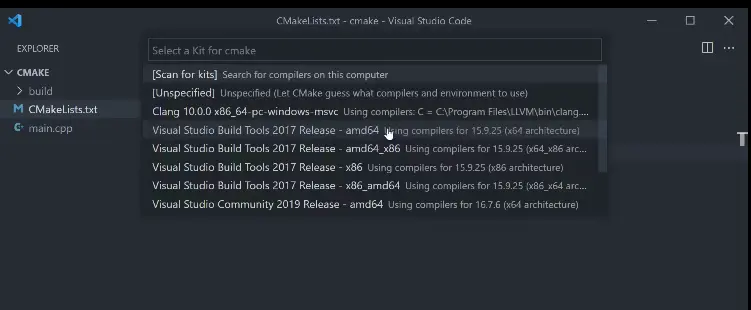 CMakeLists.txt - cmake - Visual Studio Code
EXPLORER
CMAKE
build
CMakeLists.txt
main.cpp
Select a Kit for cmake
[Scan for kits] Search for compilers on this computer
[Unspecified] Unspecified (Let CMake guess what compilers and environment to use)
Clang 10.0.0 x86_64-pc-windows-msvc Using compilers: C = C:\Program Files\LLVM\bin\clang....
Visual Studio Build Tools 2017 Release - amd64 Using compilers for 15.9.25 (x64 architecture)
Visual Studio Build Tools 2017 Release - amd64_x86 Using compilers for 15.9.25 (x64_x86 arc...
Visual Studio Build Tools 2017 Release - x86 Using compilers for 15.9.25 (x86 architecture)
Visual Studio Build Tools 2017 Release - x86_amd64 Using compilers for 15.9.25 (x86_x64 arc...
Visual Studio Community 2019 Release - amd64 Using compilers for 16.7.6 (x64 architecture)